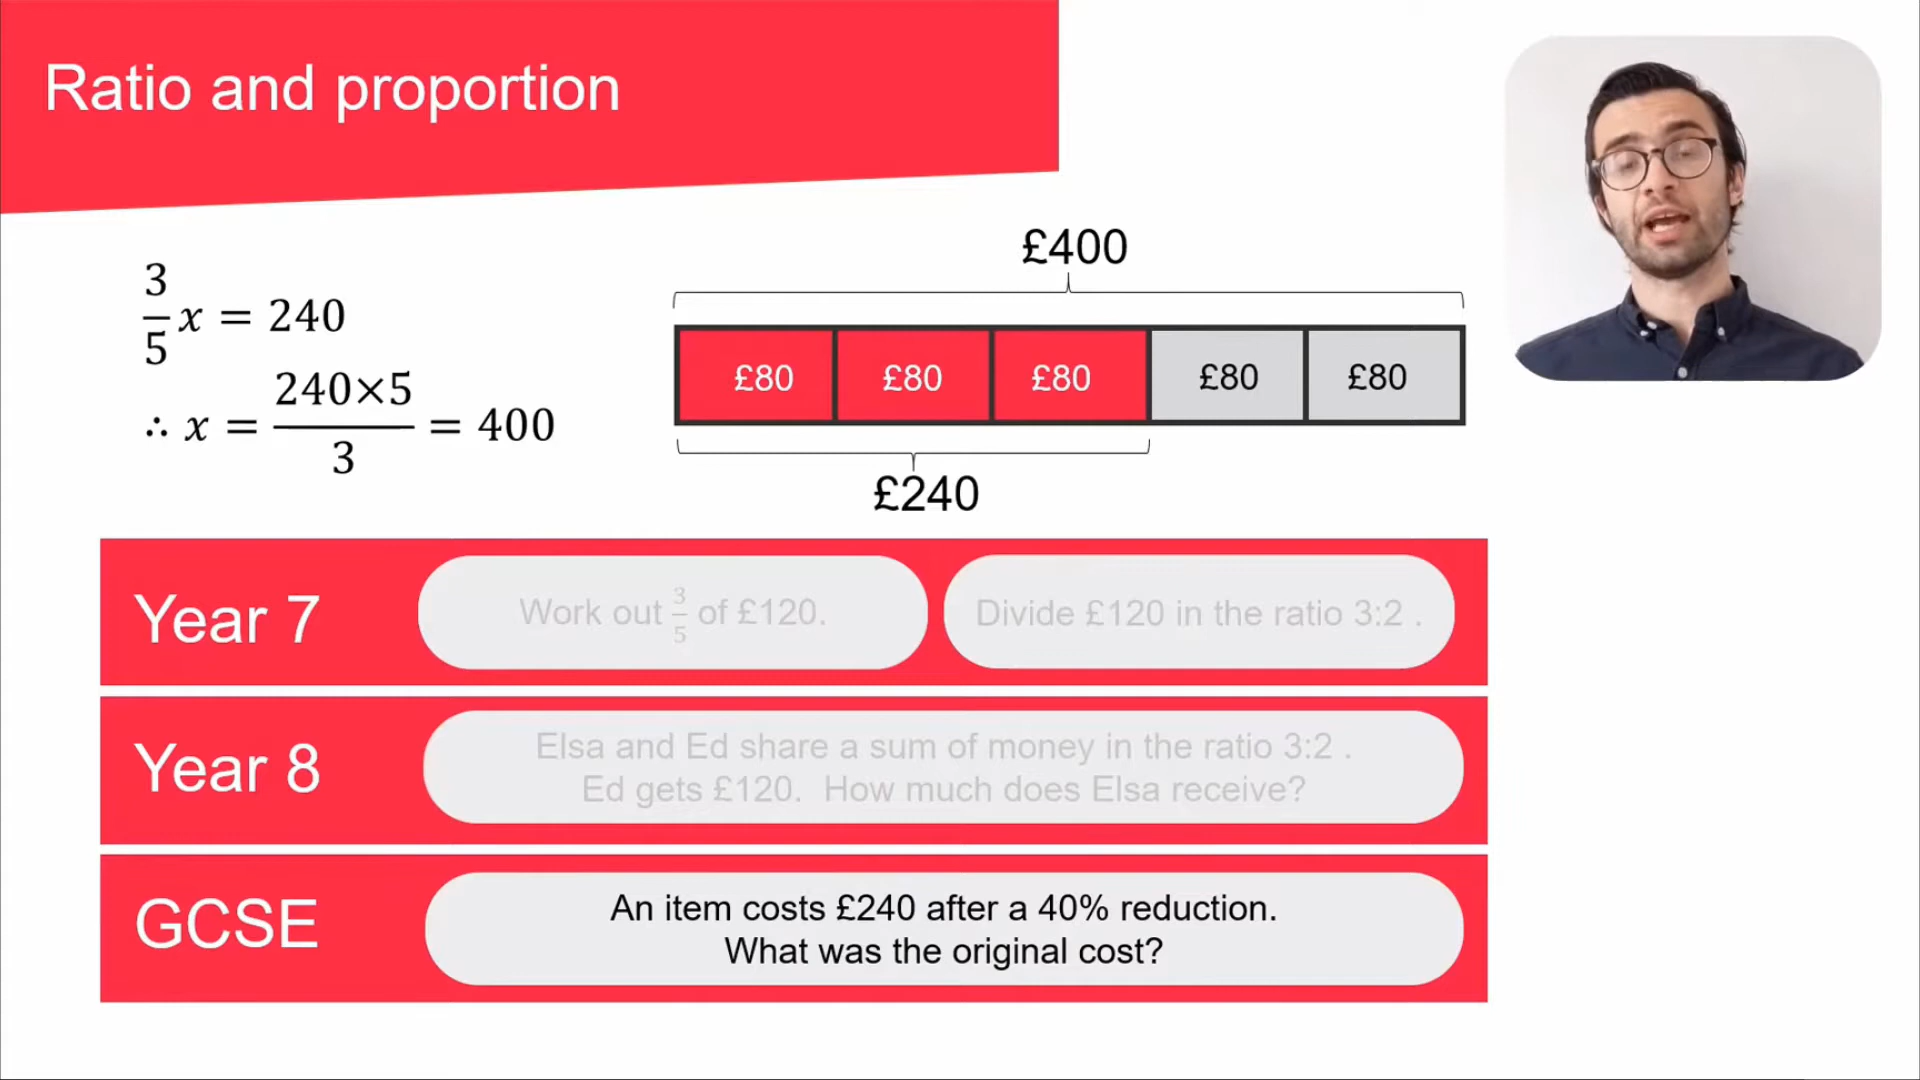 Ratio and proportion
3/5 x = 240
∴ x = 240×5/3 = 400
£400
£80 £80 £80 £80 £80
£240
Year 7
Work out 3/5 of £120.
Divide £120 in the ratio 3:2 .
Year 8
Elsa and Ed share a sum of money in the ratio 3:2 .
Ed gets £120.  How much does Elsa receive?
GCSE
An item costs £240 after a 40% reduction.
What was the original cost?